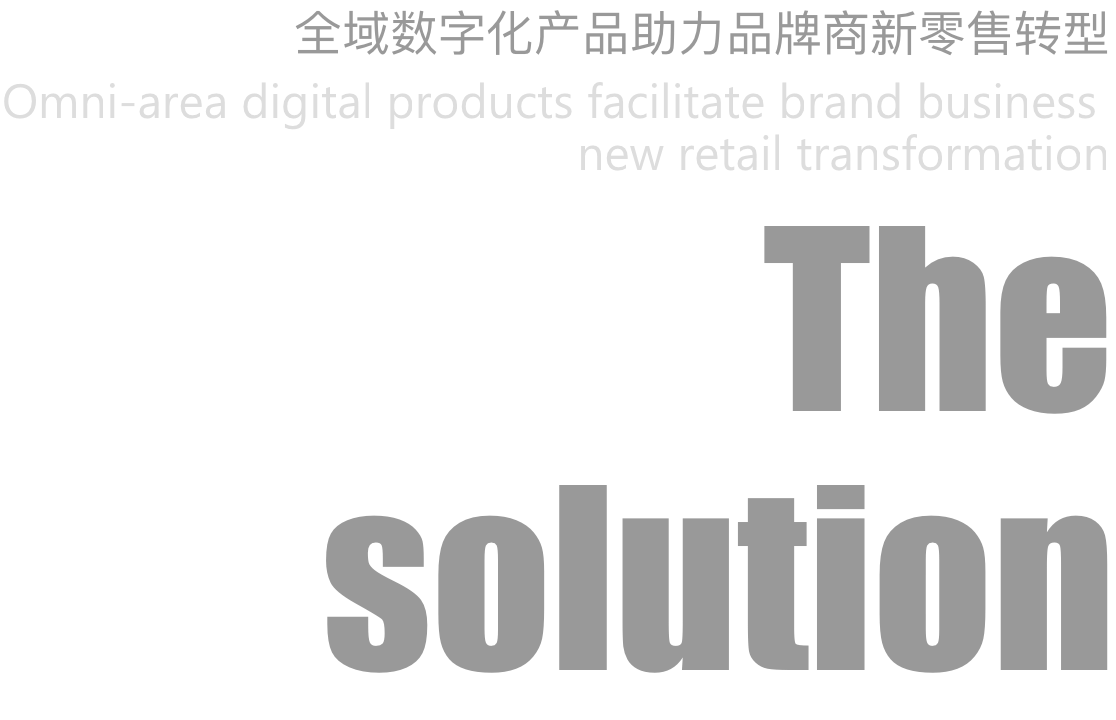 全域数字化产品助力品牌商新零售转型
Omni-area digital products facilitate brand business
new retail transformation
The
solution